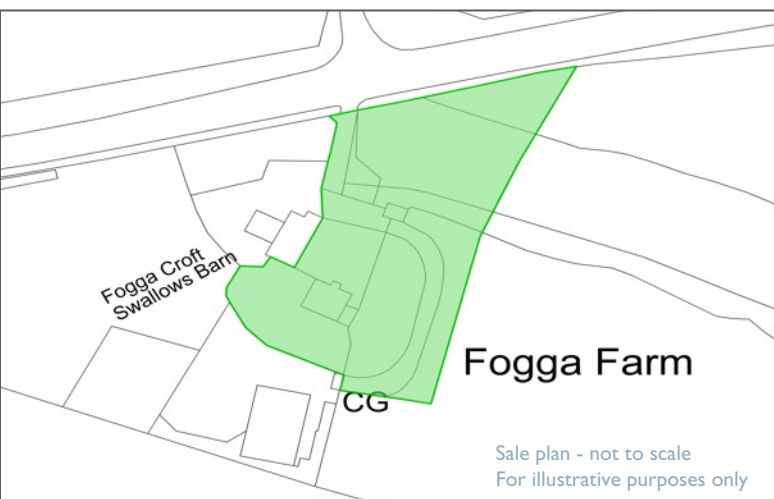 Fogga Croft
Swallows Barn
Fogga Farm
CG
Sale plan - not to scale
For illustrative purposes only